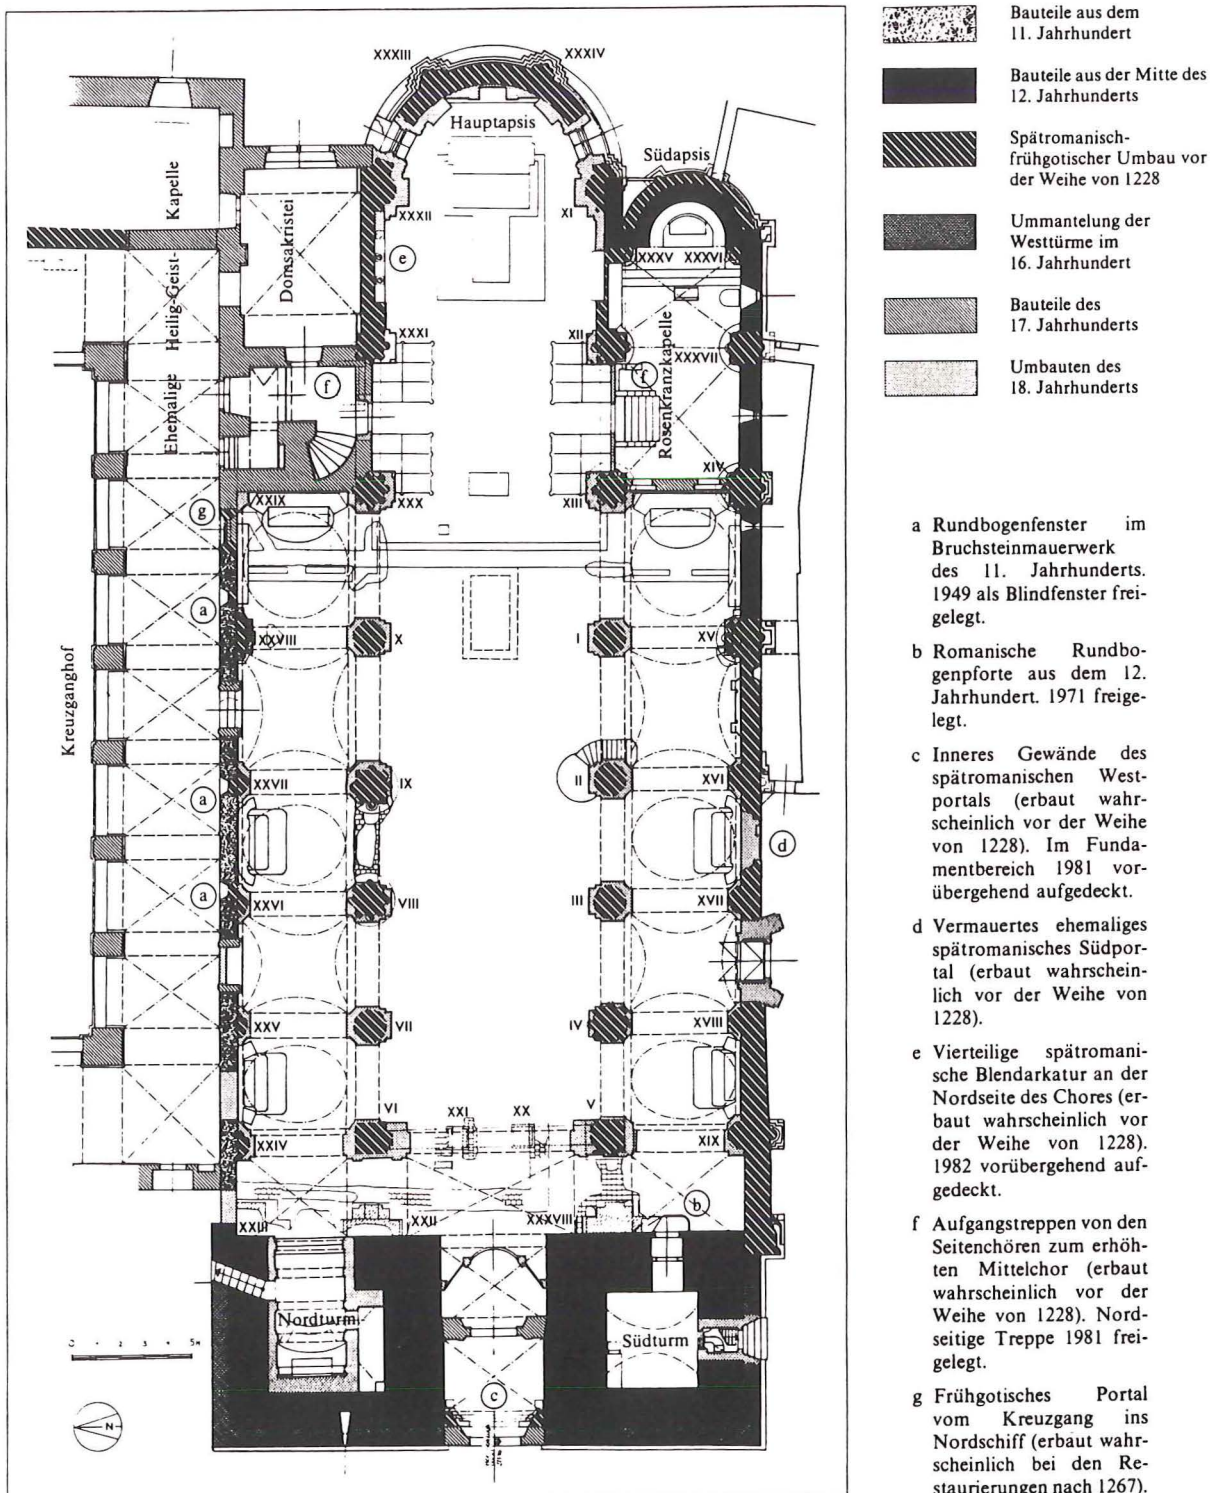 XXXIII
XXXIV
Hauptapsis
Südapsis
Ehemalige Heilig-Geist-Kapelle
Domsakristei
XXXII
XI
e
XXXV XXXVI
XXXI
XII
XXXVII
f
f
Rosenkranzkapelle
XIV
XXIX
XXX
XIII
g
a
XXVIII
X
I
XV
Kreuzganghof
XXVII
IX
II
XVI
a
d
a
XXVI
VIII
III
XVII
XXV
VII
IV
XVIII
VI
XXI
XX
V
XXIV
XIX
b
XXIII
XXII
XXXVIII
Nordturm
Südturm
0 1 2 3 4 5M
c
N
Bauteile aus dem
11. Jahrhundert
Bauteile aus der Mitte des
12. Jahrhunderts
Spätromanisch-
frühgotischer Umbau vor
der Weihe von 1228
Ummantelung der
Westtürme im
16. Jahrhundert
Bauteile des
17. Jahrhunderts
Umbauten des
18. Jahrhunderts
a Rundbogenfenster im
Bruchsteinmauerwerk
des 11. Jahrhunderts.
1949 als Blindfenster frei-
gelegt.
b Romanische Rundbo-
genpforte aus dem 12.
Jahrhundert. 1971 freige-
legt.
c Inneres Gewände des
spätromanischen West-
portals (erbaut wahr-
scheinlich vor der Weihe
von 1228). Im Funda-
mentbereich 1981 vor-
übergehend aufgedeckt.
d Vermauertes ehemaliges
spätromanisches Südpor-
tal (erbaut wahrschein-
lich vor der Weihe von
1228).
e Vierteilige spätromani-
sche Blendarkatur an der
Nordseite des Chores (er-
baut wahrscheinlich vor
der Weihe von 1228).
1982 vorübergehend auf-
gedeckt.
f Aufgangstreppen von den
Seitenchören zum erhöh-
ten Mittelchor (erbaut
wahrscheinlich vor der
Weihe von 1228). Nord-
seitige Treppe 1981 frei-
gelegt.
g Frühgotisches Portal
vom Kreuzgang ins
Nordschiff (erbaut wahr-
scheinlich bei den Re-
staurierungen nach 1267).